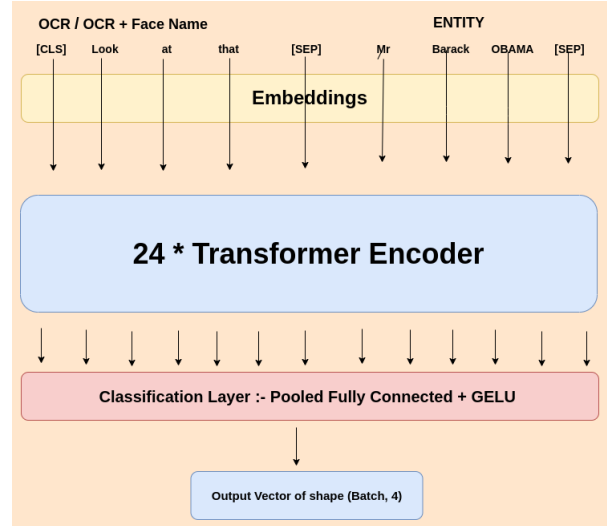 OCR / OCR + Face Name ENTITY
[CLS] Look at that [SEP] Mr Barack OBAMA [SEP]
Embeddings
24 * Transformer Encoder
Classification Layer :- Pooled Fully Connected + GELU
Output Vector of shape (Batch, 4)